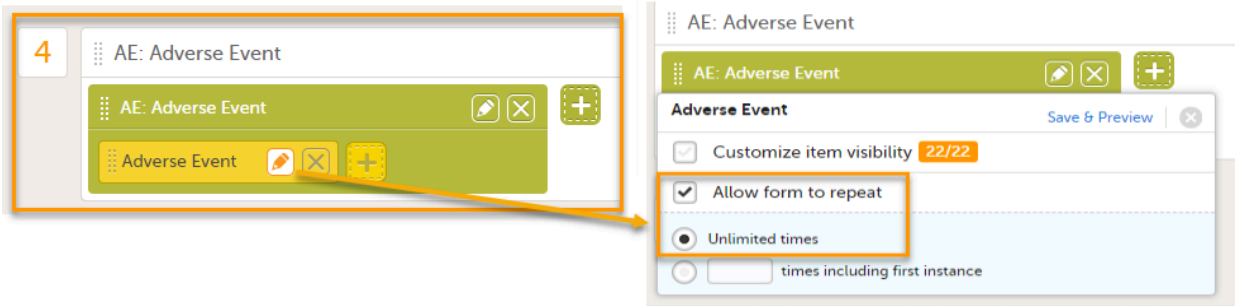 4
AE: Adverse Event
AE: Adverse Event
Adverse Event
AE: Adverse Event
AE: Adverse Event
Adverse Event
Save & Preview
Customize item visibility 22/22
Allow form to repeat
Unlimited times
times including first instance